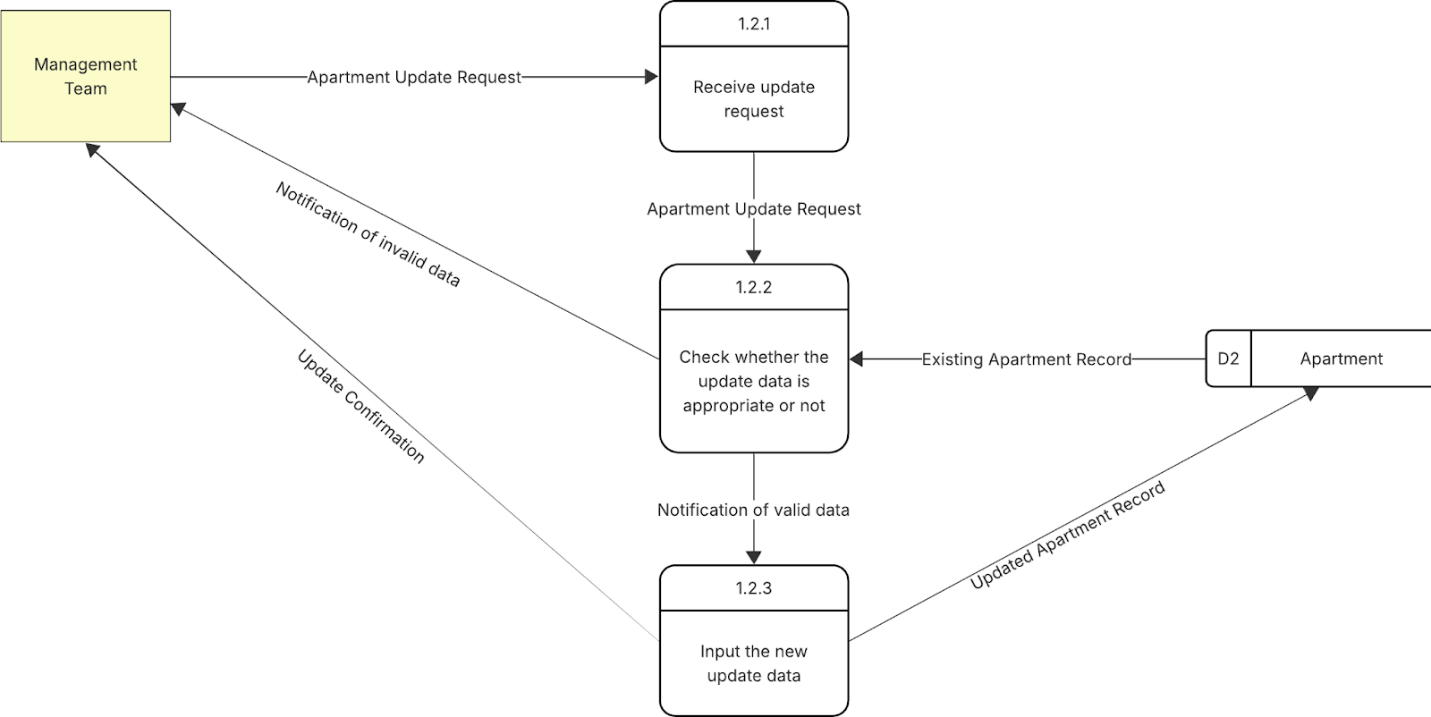 1.2.1
Management
Team
Apartment Update Request
Receive update
request
Notification of invalid data
Apartment Update Request
1.2.2
Check whether the
update data is
appropriate or not
Existing Apartment Record
D2
Apartment
Update Confirmation
Notification of valid data
Updated Apartment Record
1.2.3
Input the new
update data